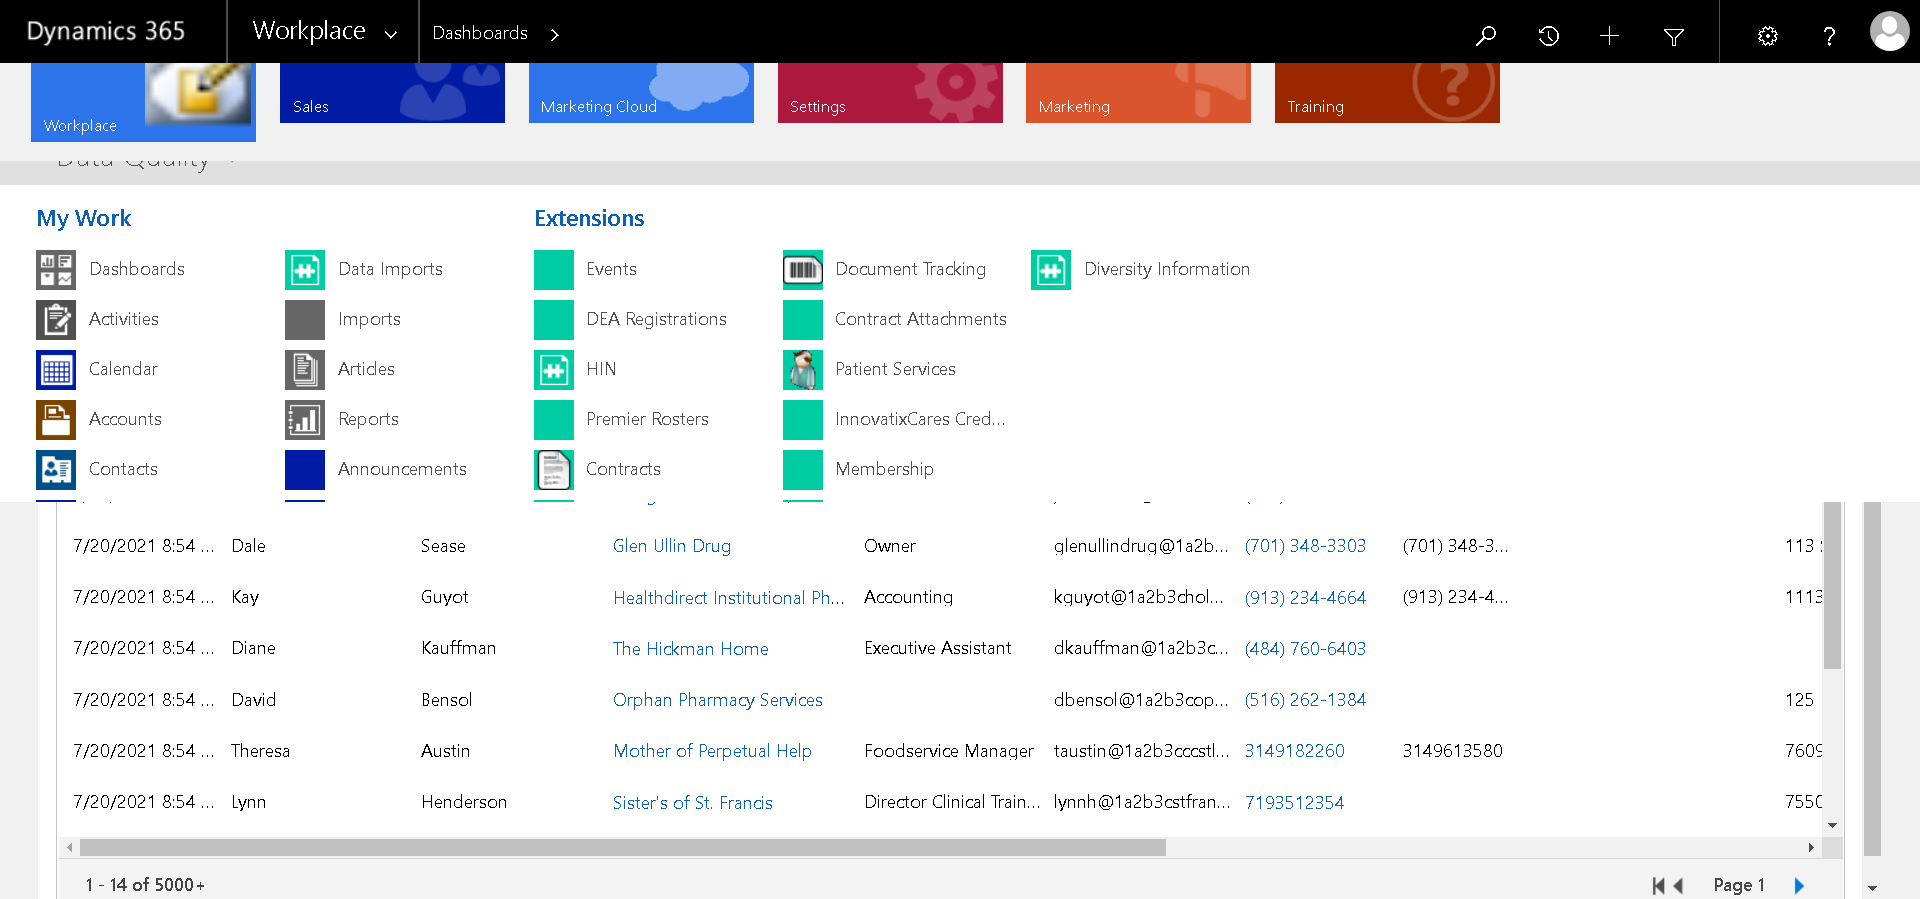 Dynamics 365 Workplace Dashboards
Workplace Sales Marketing Cloud Settings Marketing Training
Data Quality
My Work Extensions
Dashboards Data Imports Events Document Tracking Diversity Information
Activities Imports DEA Registrations Contract Attachments
Calendar Articles HIN Patient Services
Accounts Reports Premier Rosters InnovatixCares Cred...
Contacts Announcements Contracts Membership
7/20/2021 8:54 ... Dale Sease Glen Ullin Drug Owner glenullindrug@1a2b... (701) 348-3303 (701) 348-3... 113
7/20/2021 8:54 ... Kay Guyot Healthdirect Institutional Ph... Accounting kguyot@1a2b3chol... (913) 234-4664 (913) 234-4... 1113
7/20/2021 8:54 ... Diane Kauffman The Hickman Home Executive Assistant dkauffman@1a2b3c... (484) 760-6403
7/20/2021 8:54 ... David Bensol Orphan Pharmacy Services dbensol@1a2b3cop... (516) 262-1384 125
7/20/2021 8:54 ... Theresa Austin Mother of Perpetual Help Foodservice Manager taustin@1a2b3cccstl... 3149182260 3149613580 7609
7/20/2021 8:54 ... Lynn Henderson Sister's of St. Francis Director Clinical Train... lynnh@1a2b3cstfran... 7193512354 7550
1 - 14 of 5000+ Page 1